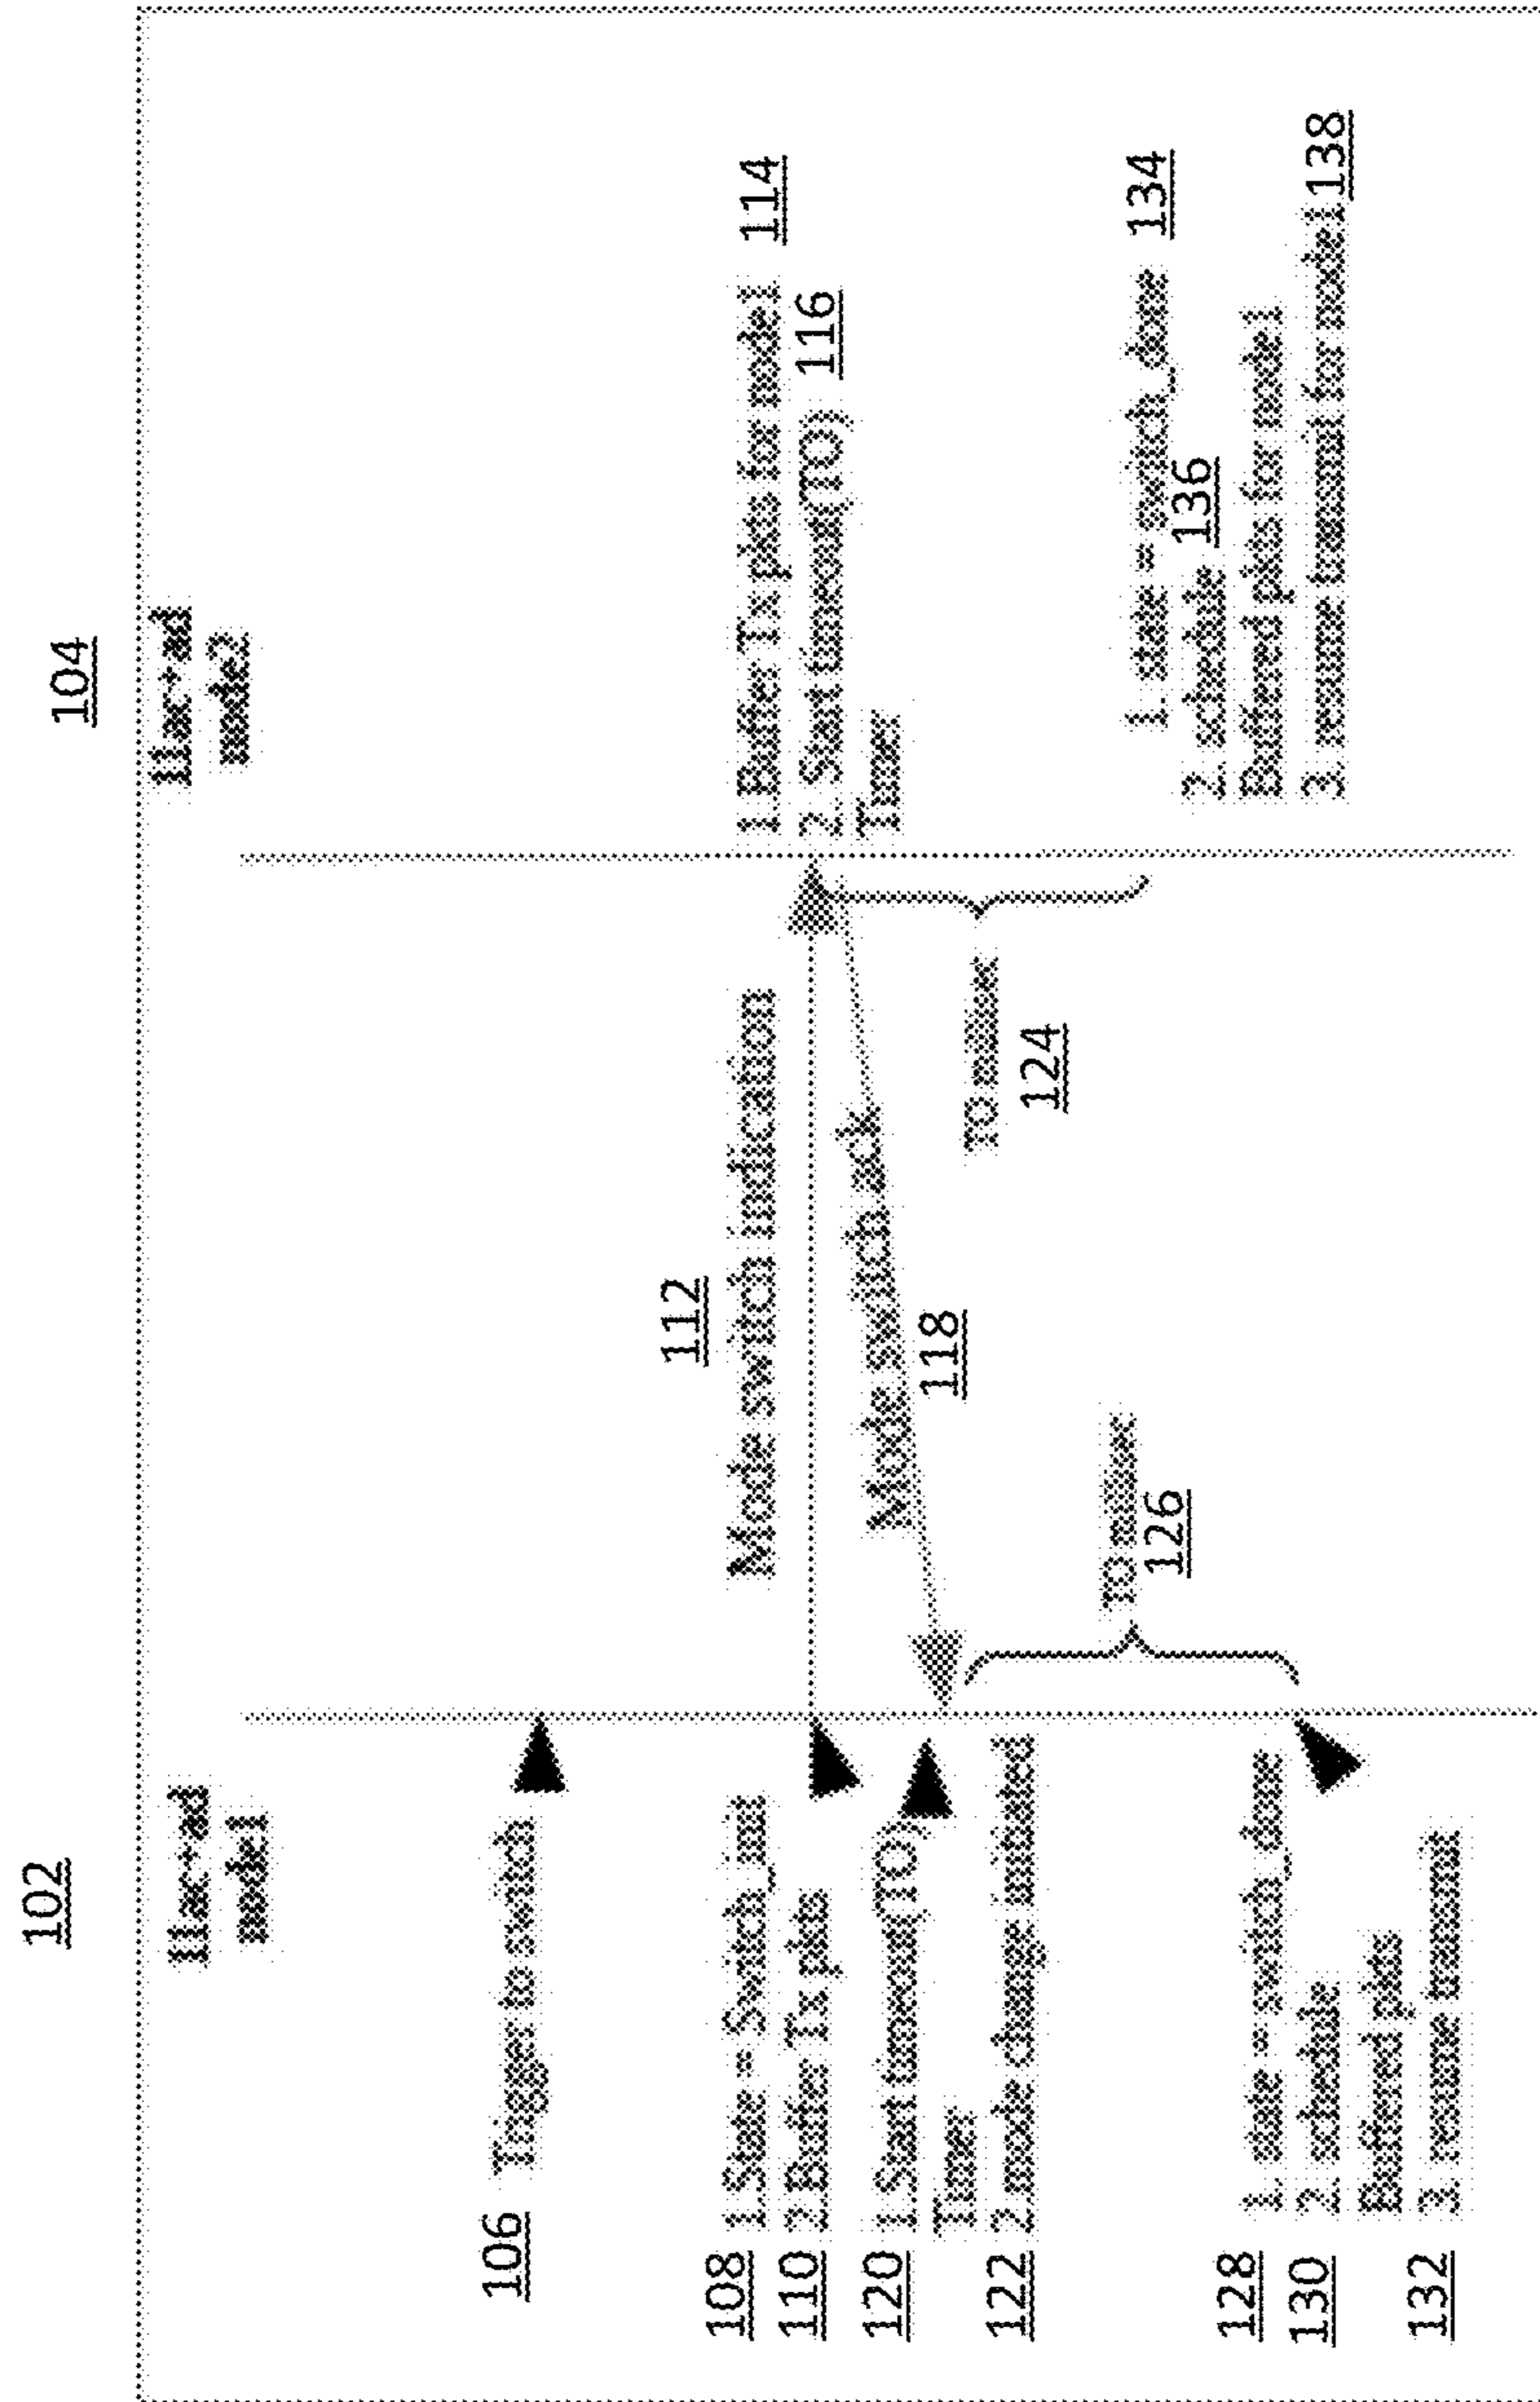 102
104
11ac+ad
node1
11ac+ad
node2
106 Trigger to switch
112
Mode switch indication
108 1.State = Switch_init
110 2.Buffer Tx pkts
1.Buffer Tx pkts for node1 114
2. Start timeout(TO) 116
Timer
Mode switch ack
118
120 1.Start timeout(TO)
Timer
122 2.mode change initiated
TO millisec
124
TO millisec
126
1. state = switch_done 134
2. schedule 136
Buffered pkts for node1
3. resume transmit for node1 138
128 1. state = switch_done
130 2. schedule
Buffered pkts
132 3. resume transmit